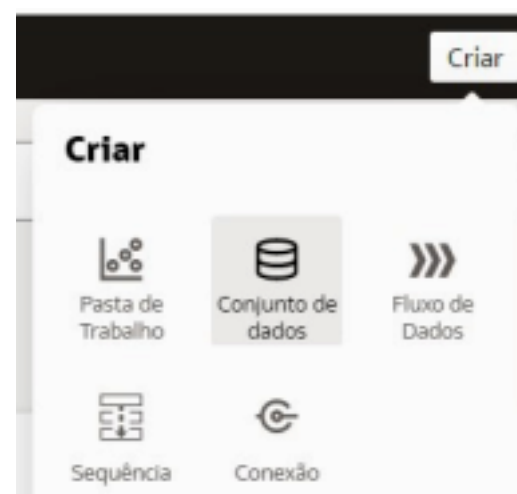 Criar
Criar
Pasta de
Trabalho
Conjunto de
dados
Fluxo de
Dados
Sequência
Conexão